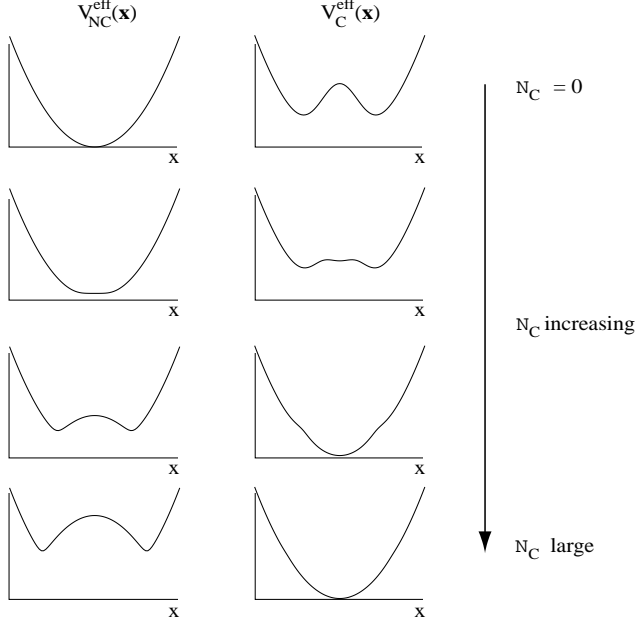 V_NC^eff(x) V_C^eff(x)
x x N_C = 0
x x
N_C increasing
x x
N_C large
x x